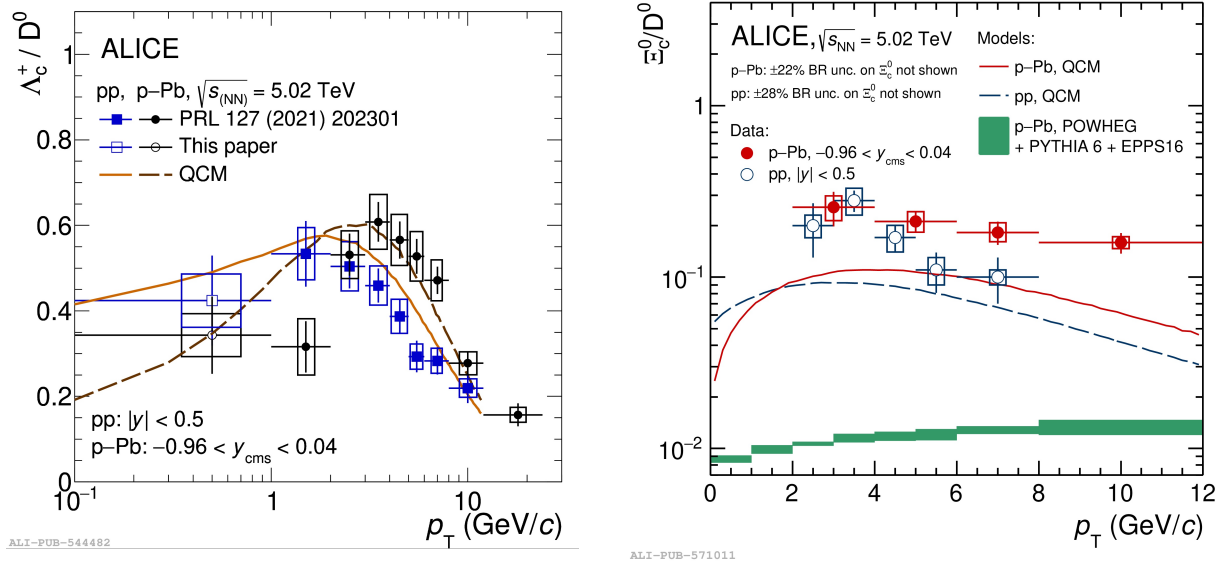 Λc+ / D0
ALICE
pp, p−Pb, √s(NN) = 5.02 TeV
PRL 127 (2021) 202301
This paper
QCM
pp: |y| < 0.5
p−Pb: −0.96 < ycms < 0.04
1
0.8
0.6
0.4
0.2
0
10−1
1
10
pT (GeV/c)
ALI−PUB−544482
Ξc0/D0
ALICE, √sNN = 5.02 TeV
p−Pb: ±22% BR unc. on Ξc0 not shown
pp: ±28% BR unc. on Ξc0 not shown
Data:
p−Pb, −0.96 < ycms < 0.04
pp, |y| < 0.5
Models:
p−Pb, QCM
pp, QCM
p−Pb, POWHEG
+ PYTHIA 6 + EPPS16
1
10−1
10−2
0 2 4 6 8 10 12
pT (GeV/c)
ALI−PUB−571011